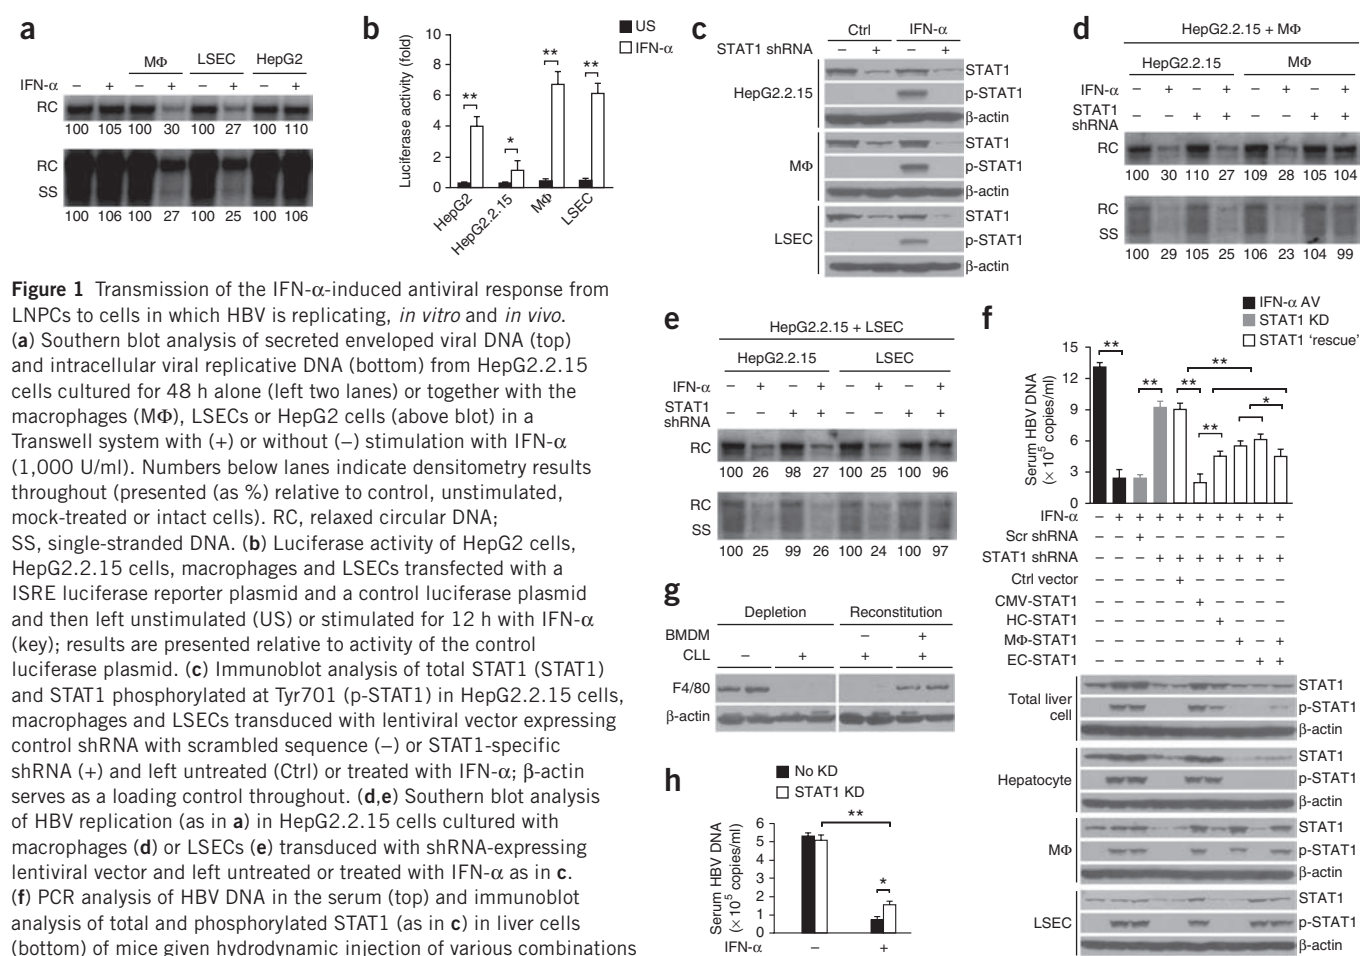 a
MΦ LSEC HepG2
IFN-α – + – + – + – +
RC
100 105 100 30 100 27 100 110
RC
SS
100 106 100 27 100 25 100 106
b
US
IFN-α
Luciferase activity (fold)
10
8
6
4
2
0
** * ** **
HepG2 HepG2.2.15 MΦ LSEC
c
Ctrl IFN-α
STAT1 shRNA – + – +
HepG2.2.15
STAT1
p-STAT1
β-actin
MΦ
STAT1
p-STAT1
β-actin
LSEC
STAT1
p-STAT1
β-actin
d
HepG2.2.15 + MΦ
HepG2.2.15 MΦ
IFN-α – + – + – + – +
STAT1 shRNA – – + + – – + +
RC
100 30 110 27 109 28 105 104
RC
SS
100 29 105 25 106 23 104 99
Figure 1 Transmission of the IFN-α-induced antiviral response from
LNPCs to cells in which HBV is replicating, in vitro and in vivo.
(a) Southern blot analysis of secreted enveloped viral DNA (top)
and intracellular viral replicative DNA (bottom) from HepG2.2.15
cells cultured for 48 h alone (left two lanes) or together with the
macrophages (MΦ), LSECs or HepG2 cells (above blot) in a
Transwell system with (+) or without (–) stimulation with IFN-α
(1,000 U/ml). Numbers below lanes indicate densitometry results
throughout (presented (as %) relative to control, unstimulated,
mock-treated or intact cells). RC, relaxed circular DNA;
SS, single-stranded DNA. (b) Luciferase activity of HepG2 cells,
HepG2.2.15 cells, macrophages and LSECs transfected with a
ISRE luciferase reporter plasmid and a control luciferase plasmid
and then left unstimulated (US) or stimulated for 12 h with IFN-α
(key); results are presented relative to activity of the control
luciferase plasmid. (c) Immunoblot analysis of total STAT1 (STAT1)
and STAT1 phosphorylated at Tyr701 (p-STAT1) in HepG2.2.15 cells,
macrophages and LSECs transduced with lentiviral vector expressing
control shRNA with scrambled sequence (–) or STAT1-specific
shRNA (+) and left untreated (Ctrl) or treated with IFN-α; β-actin
serves as a loading control throughout. (d,e) Southern blot analysis
of HBV replication (as in a) in HepG2.2.15 cells cultured with
macrophages (d) or LSECs (e) transduced with shRNA-expressing
lentiviral vector and left untreated or treated with IFN-α as in c.
(f) PCR analysis of HBV DNA in the serum (top) and immunoblot
analysis of total and phosphorylated STAT1 (as in c) in liver cells
(bottom) of mice given hydrodynamic injection of various combinations
e
HepG2.2.15 + LSEC
HepG2.2.15 LSEC
IFN-α – + – + – + – +
STAT1 shRNA – – + + – – + +
RC
100 26 98 27 100 25 100 96
RC
SS
100 25 99 26 100 24 100 97
f
IFN-α AV
STAT1 KD
STAT1 ‘rescue’
Serum HBV DNA
(× 10⁵ copies/ml)
15
12
9
6
3
0
** ** ** ** ** *
IFN-α – + + + + + + + + +
Scr shRNA – – + – – – – – – –
STAT1 shRNA – – – + + + + + + +
Ctrl vector – – – – + – – – – –
CMV-STAT1 – – – – – + – – – –
HC-STAT1 – – – – – – + – – –
MΦ-STAT1 – – – – – – – + – +
EC-STAT1 – – – – – – – – + +
Total liver cell
STAT1
p-STAT1
β-actin
Hepatocyte
STAT1
p-STAT1
β-actin
MΦ
STAT1
p-STAT1
β-actin
LSEC
STAT1
p-STAT1
β-actin
g
Depletion Reconstitution
BMDM – +
CLL – + + +
F4/80
β-actin
h
No KD
STAT1 KD
Serum HBV DNA
(× 10⁵ copies/ml)
6
5
4
3
2
1
0
** *
IFN-α – +